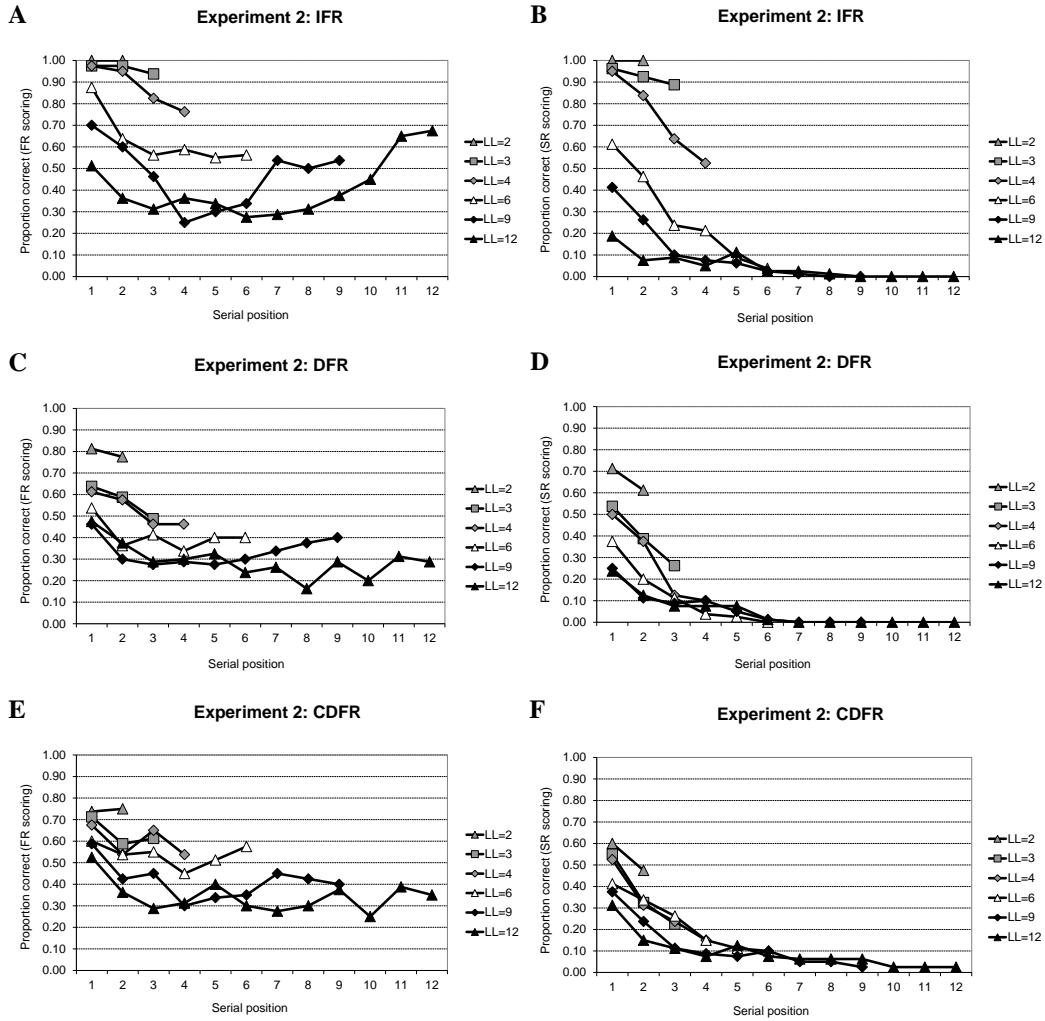 A
Experiment 2: IFR
Proportion correct (FR scoring)
1.00
0.90
0.80
0.70
0.60
0.50
0.40
0.30
0.20
0.10
0.00
1 2 3 4 5 6 7 8 9 10 11 12
Serial position
LL=2
LL=3
LL=4
LL=6
LL=9
LL=12
B
Experiment 2: IFR
Proportion correct (SR scoring)
1.00
0.90
0.80
0.70
0.60
0.50
0.40
0.30
0.20
0.10
0.00
1 2 3 4 5 6 7 8 9 10 11 12
Serial position
LL=2
LL=3
LL=4
LL=6
LL=9
LL=12
C
Experiment 2: DFR
Proportion correct (FR scoring)
1.00
0.90
0.80
0.70
0.60
0.50
0.40
0.30
0.20
0.10
0.00
1 2 3 4 5 6 7 8 9 10 11 12
Serial position
LL=2
LL=3
LL=4
LL=6
LL=9
LL=12
D
Experiment 2: DFR
Proportion correct (SR scoring)
1.00
0.90
0.80
0.70
0.60
0.50
0.40
0.30
0.20
0.10
0.00
1 2 3 4 5 6 7 8 9 10 11 12
Serial position
LL=2
LL=3
LL=4
LL=6
LL=9
LL=12
E
Experiment 2: CDFR
Proportion correct (FR scoring)
1.00
0.90
0.80
0.70
0.60
0.50
0.40
0.30
0.20
0.10
0.00
1 2 3 4 5 6 7 8 9 10 11 12
Serial position
LL=2
LL=3
LL=4
LL=6
LL=9
LL=12
F
Experiment 2: CDFR
Proportion correct (SR scoring)
1.00
0.90
0.80
0.70
0.60
0.50
0.40
0.30
0.20
0.10
0.00
1 2 3 4 5 6 7 8 9 10 11 12
Serial position
LL=2
LL=3
LL=4
LL=6
LL=9
LL=12